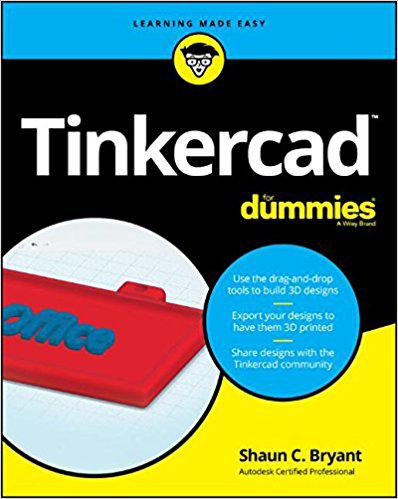 LEARNING MADE EASY
Tinkercad™
for
dummies®
A Wiley Brand
Use the drag-and-drop
tools to build 3D designs
Export your designs to
have them 3D printed
Share designs with the
Tinkercad community
Office
Shaun C. Bryant
Autodesk Certified Professional